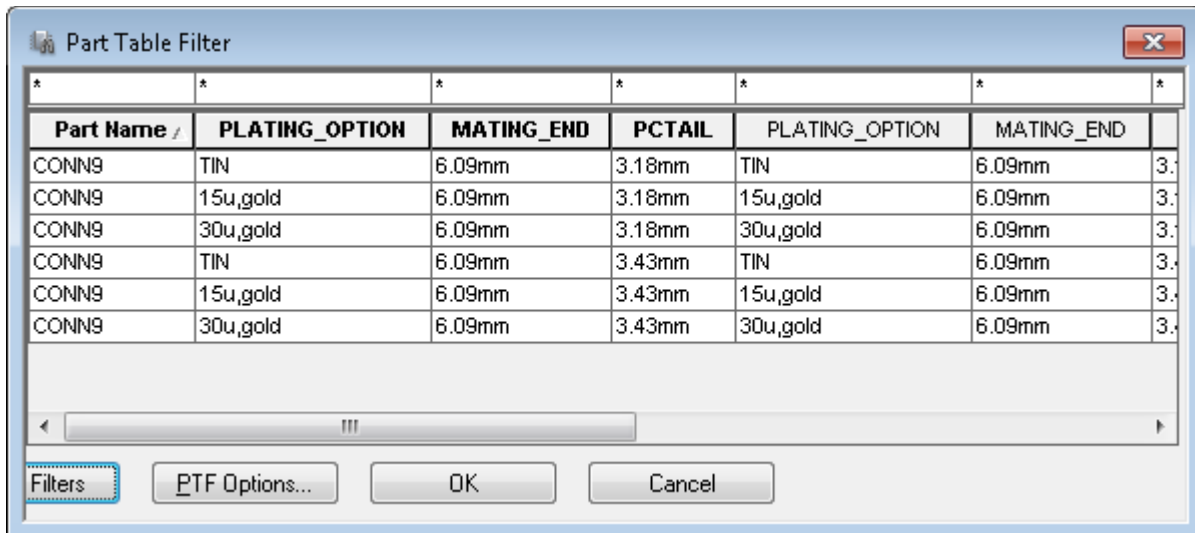 Part Table Filter
* * * * * * *
Part Name PLATING_OPTION MATING_END PCTAIL PLATING_OPTION MATING_END
CONN9 TIN 6.09mm 3.18mm TIN 6.09mm
CONN9 15u,gold 6.09mm 3.18mm 15u,gold 6.09mm
CONN9 30u,gold 6.09mm 3.18mm 30u,gold 6.09mm
CONN9 TIN 6.09mm 3.43mm TIN 6.09mm
CONN9 15u,gold 6.09mm 3.43mm 15u,gold 6.09mm
CONN9 30u,gold 6.09mm 3.43mm 30u,gold 6.09mm
Filters PTF Options... OK Cancel